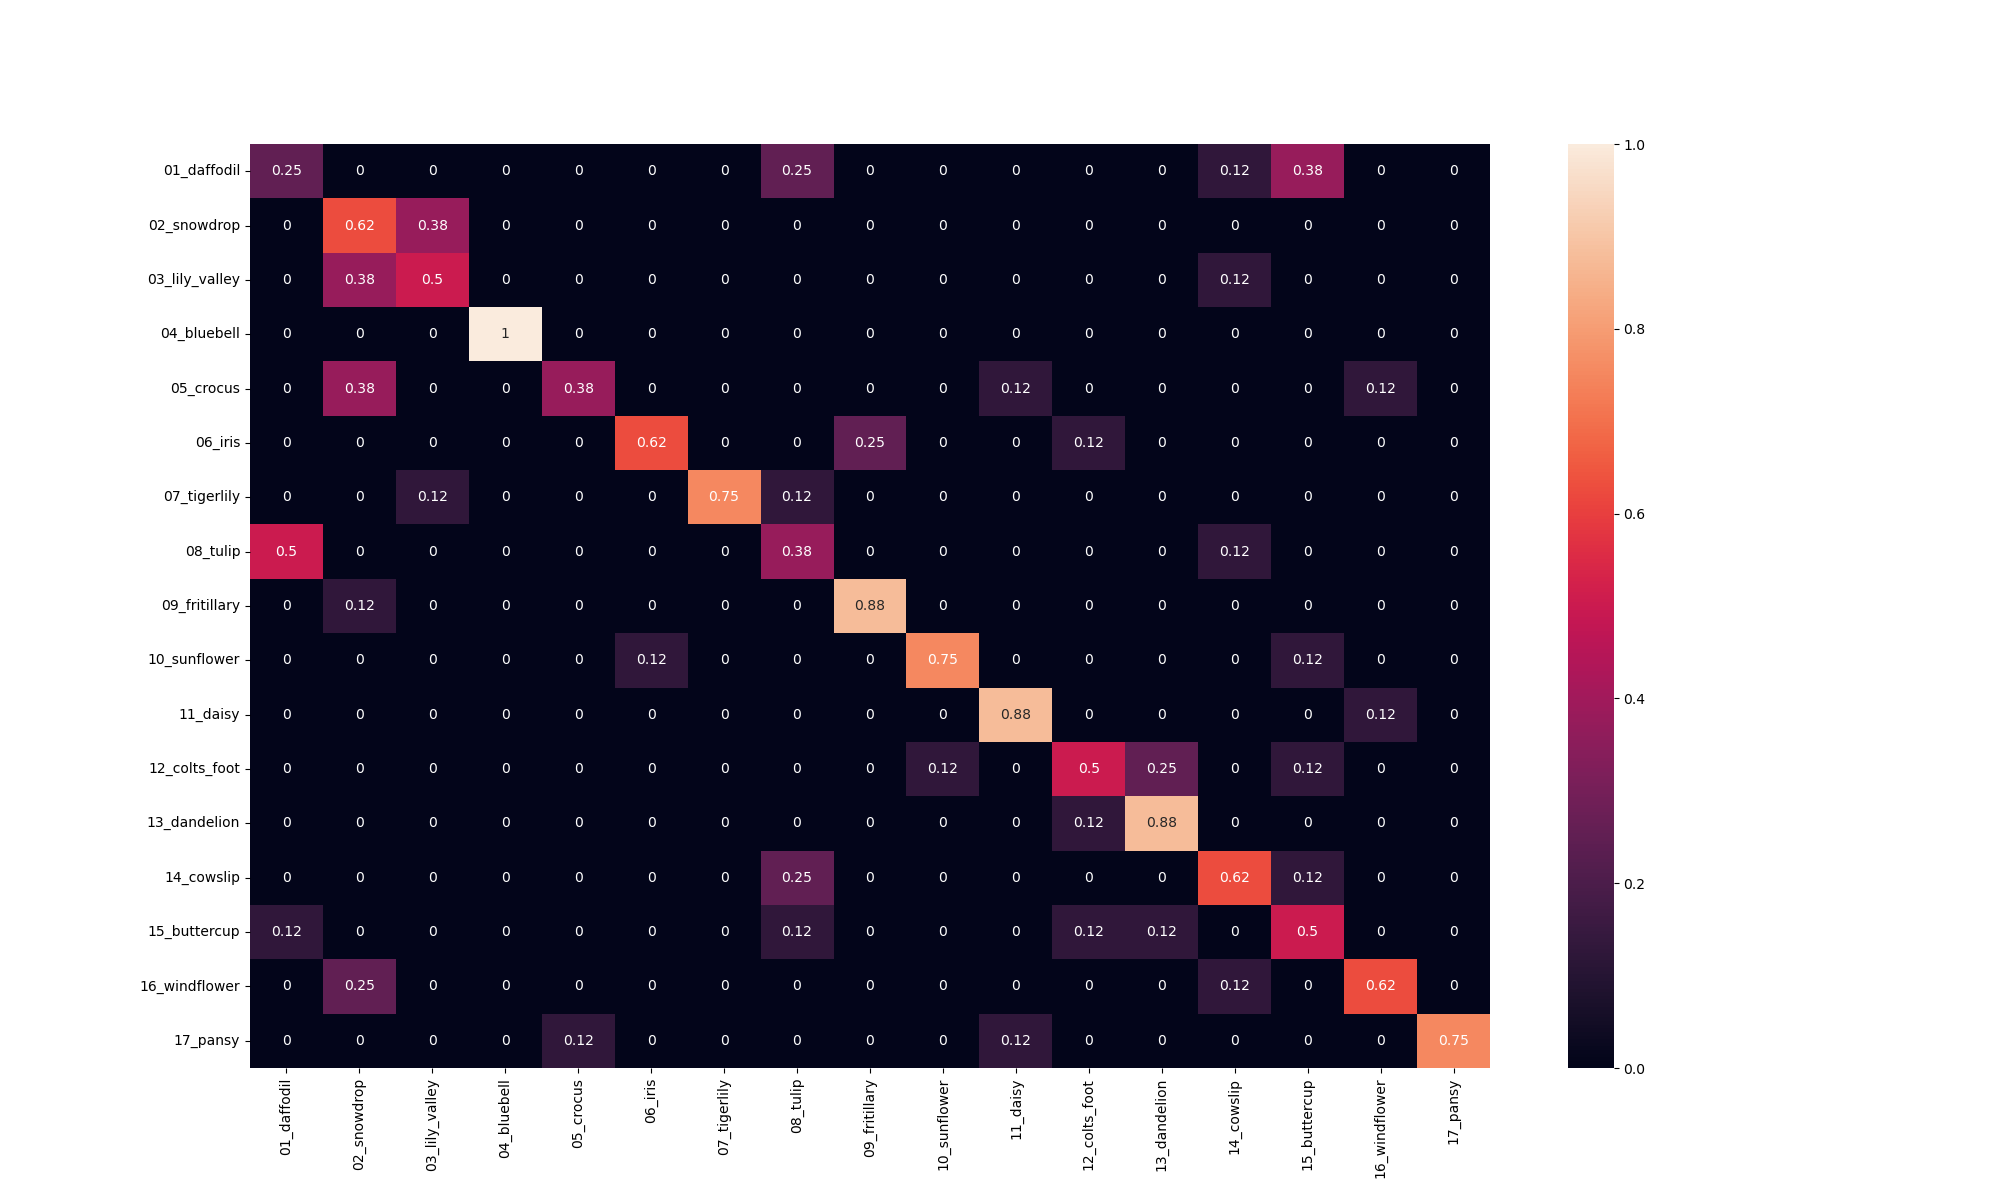 01_daffodil 0.25 0 0 0 0 0 0 0.25 0 0 0 0 0 0.12 0.38 0 0
02_snowdrop 0 0.62 0.38 0 0 0 0 0 0 0 0 0 0 0 0 0 0
03_lily_valley 0 0.38 0.5 0 0 0 0 0 0 0 0 0 0 0.12 0 0 0
04_bluebell 0 0 0 1 0 0 0 0 0 0 0 0 0 0 0 0 0
05_crocus 0 0.38 0 0 0.38 0 0 0 0 0 0.12 0 0 0 0 0.12 0
06_iris 0 0 0 0 0 0.62 0 0 0.25 0 0 0.12 0 0 0 0 0
07_tigerlily 0 0 0.12 0 0 0 0.75 0.12 0 0 0 0 0 0 0 0 0
08_tulip 0.5 0 0 0 0 0 0 0.38 0 0 0 0 0 0.12 0 0 0
09_fritillary 0 0.12 0 0 0 0 0 0 0.88 0 0 0 0 0 0 0 0
10_sunflower 0 0 0 0 0 0.12 0 0 0 0.75 0 0 0 0 0.12 0 0
11_daisy 0 0 0 0 0 0 0 0 0 0 0.88 0 0 0 0 0.12 0
12_colts_foot 0 0 0 0 0 0 0 0 0 0.12 0 0.5 0.25 0 0.12 0 0
13_dandelion 0 0 0 0 0 0 0 0 0 0 0 0.12 0.88 0 0 0 0
14_cowslip 0 0 0 0 0 0 0 0.25 0 0 0 0 0 0.62 0.12 0 0
15_buttercup 0.12 0 0 0 0 0 0 0.12 0 0 0 0.12 0.12 0 0.5 0 0
16_windflower 0 0.25 0 0 0 0 0 0 0 0 0 0 0 0.12 0 0.62 0
17_pansy 0 0 0 0 0.12 0 0 0 0 0 0.12 0 0 0 0 0 0.75
01_daffodil
02_snowdrop
03_lily_valley
04_bluebell
05_crocus
06_iris
07_tigerlily
08_tulip
09_fritillary
10_sunflower
11_daisy
12_colts_foot
13_dandelion
14_cowslip
15_buttercup
16_windflower
17_pansy
1.0
0.8
0.6
0.4
0.2
0.0